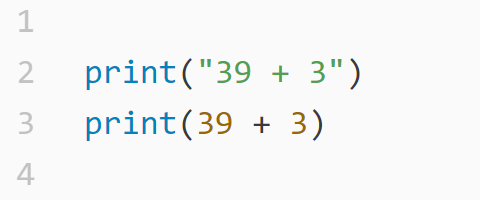 1
2 print("39 + 3")
3 print(39 + 3)
4